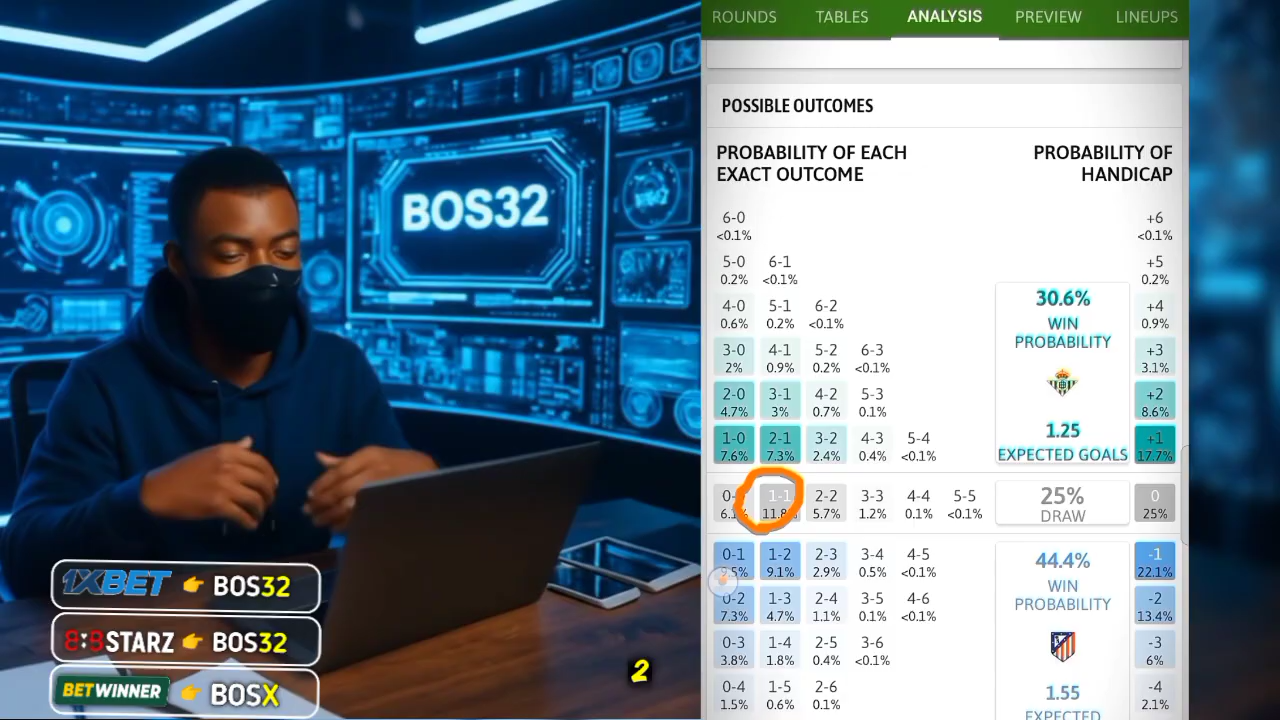 ROUNDS TABLES ANALYSIS PREVIEW LINEUPS
POSSIBLE OUTCOMES
PROBABILITY OF EACH
EXACT OUTCOME
PROBABILITY OF
HANDICAP
6-0
<0.1%
5-0 6-1
0.2% <0.1%
4-0 5-1 6-2
0.6% 0.2% <0.1%
3-0 4-1 5-2 6-3
2% 0.9% 0.2% <0.1%
2-0 3-1 4-2 5-3
4.7% 3% 0.7% 0.1%
1-0 2-1 3-2 4-3 5-4
7.6% 7.3% 2.4% 0.4% <0.1%
30.6%
WIN
PROBABILITY
1.25
EXPECTED GOALS
+6
<0.1%
+5
0.2%
+4
0.9%
+3
3.1%
+2
8.6%
+1
17.7%
1-1 2-2 3-3 4-4 5-5
5.7% 1.2% 0.1% <0.1%
25%
DRAW
0
25%
0-1 1-2 2-3 3-4 4-5
9.5% 9.1% 2.9% 0.5% <0.1%
0-2 1-3 2-4 3-5 4-6
7.3% 4.7% 1.1% 0.1% <0.1%
0-3 1-4 2-5 3-6
3.8% 1.8% 0.4% <0.1%
0-4 1-5 2-6
1.5% 0.6% 0.1%
44.4%
WIN
PROBABILITY
1.55
EXPECTED
-1
22.1%
-2
13.4%
-3
6%
-4
2.1%
BOS32
1XBET 👉 BOS32
888STARZ 👉 BOS32
BETWINNER 👉 BOSX
2